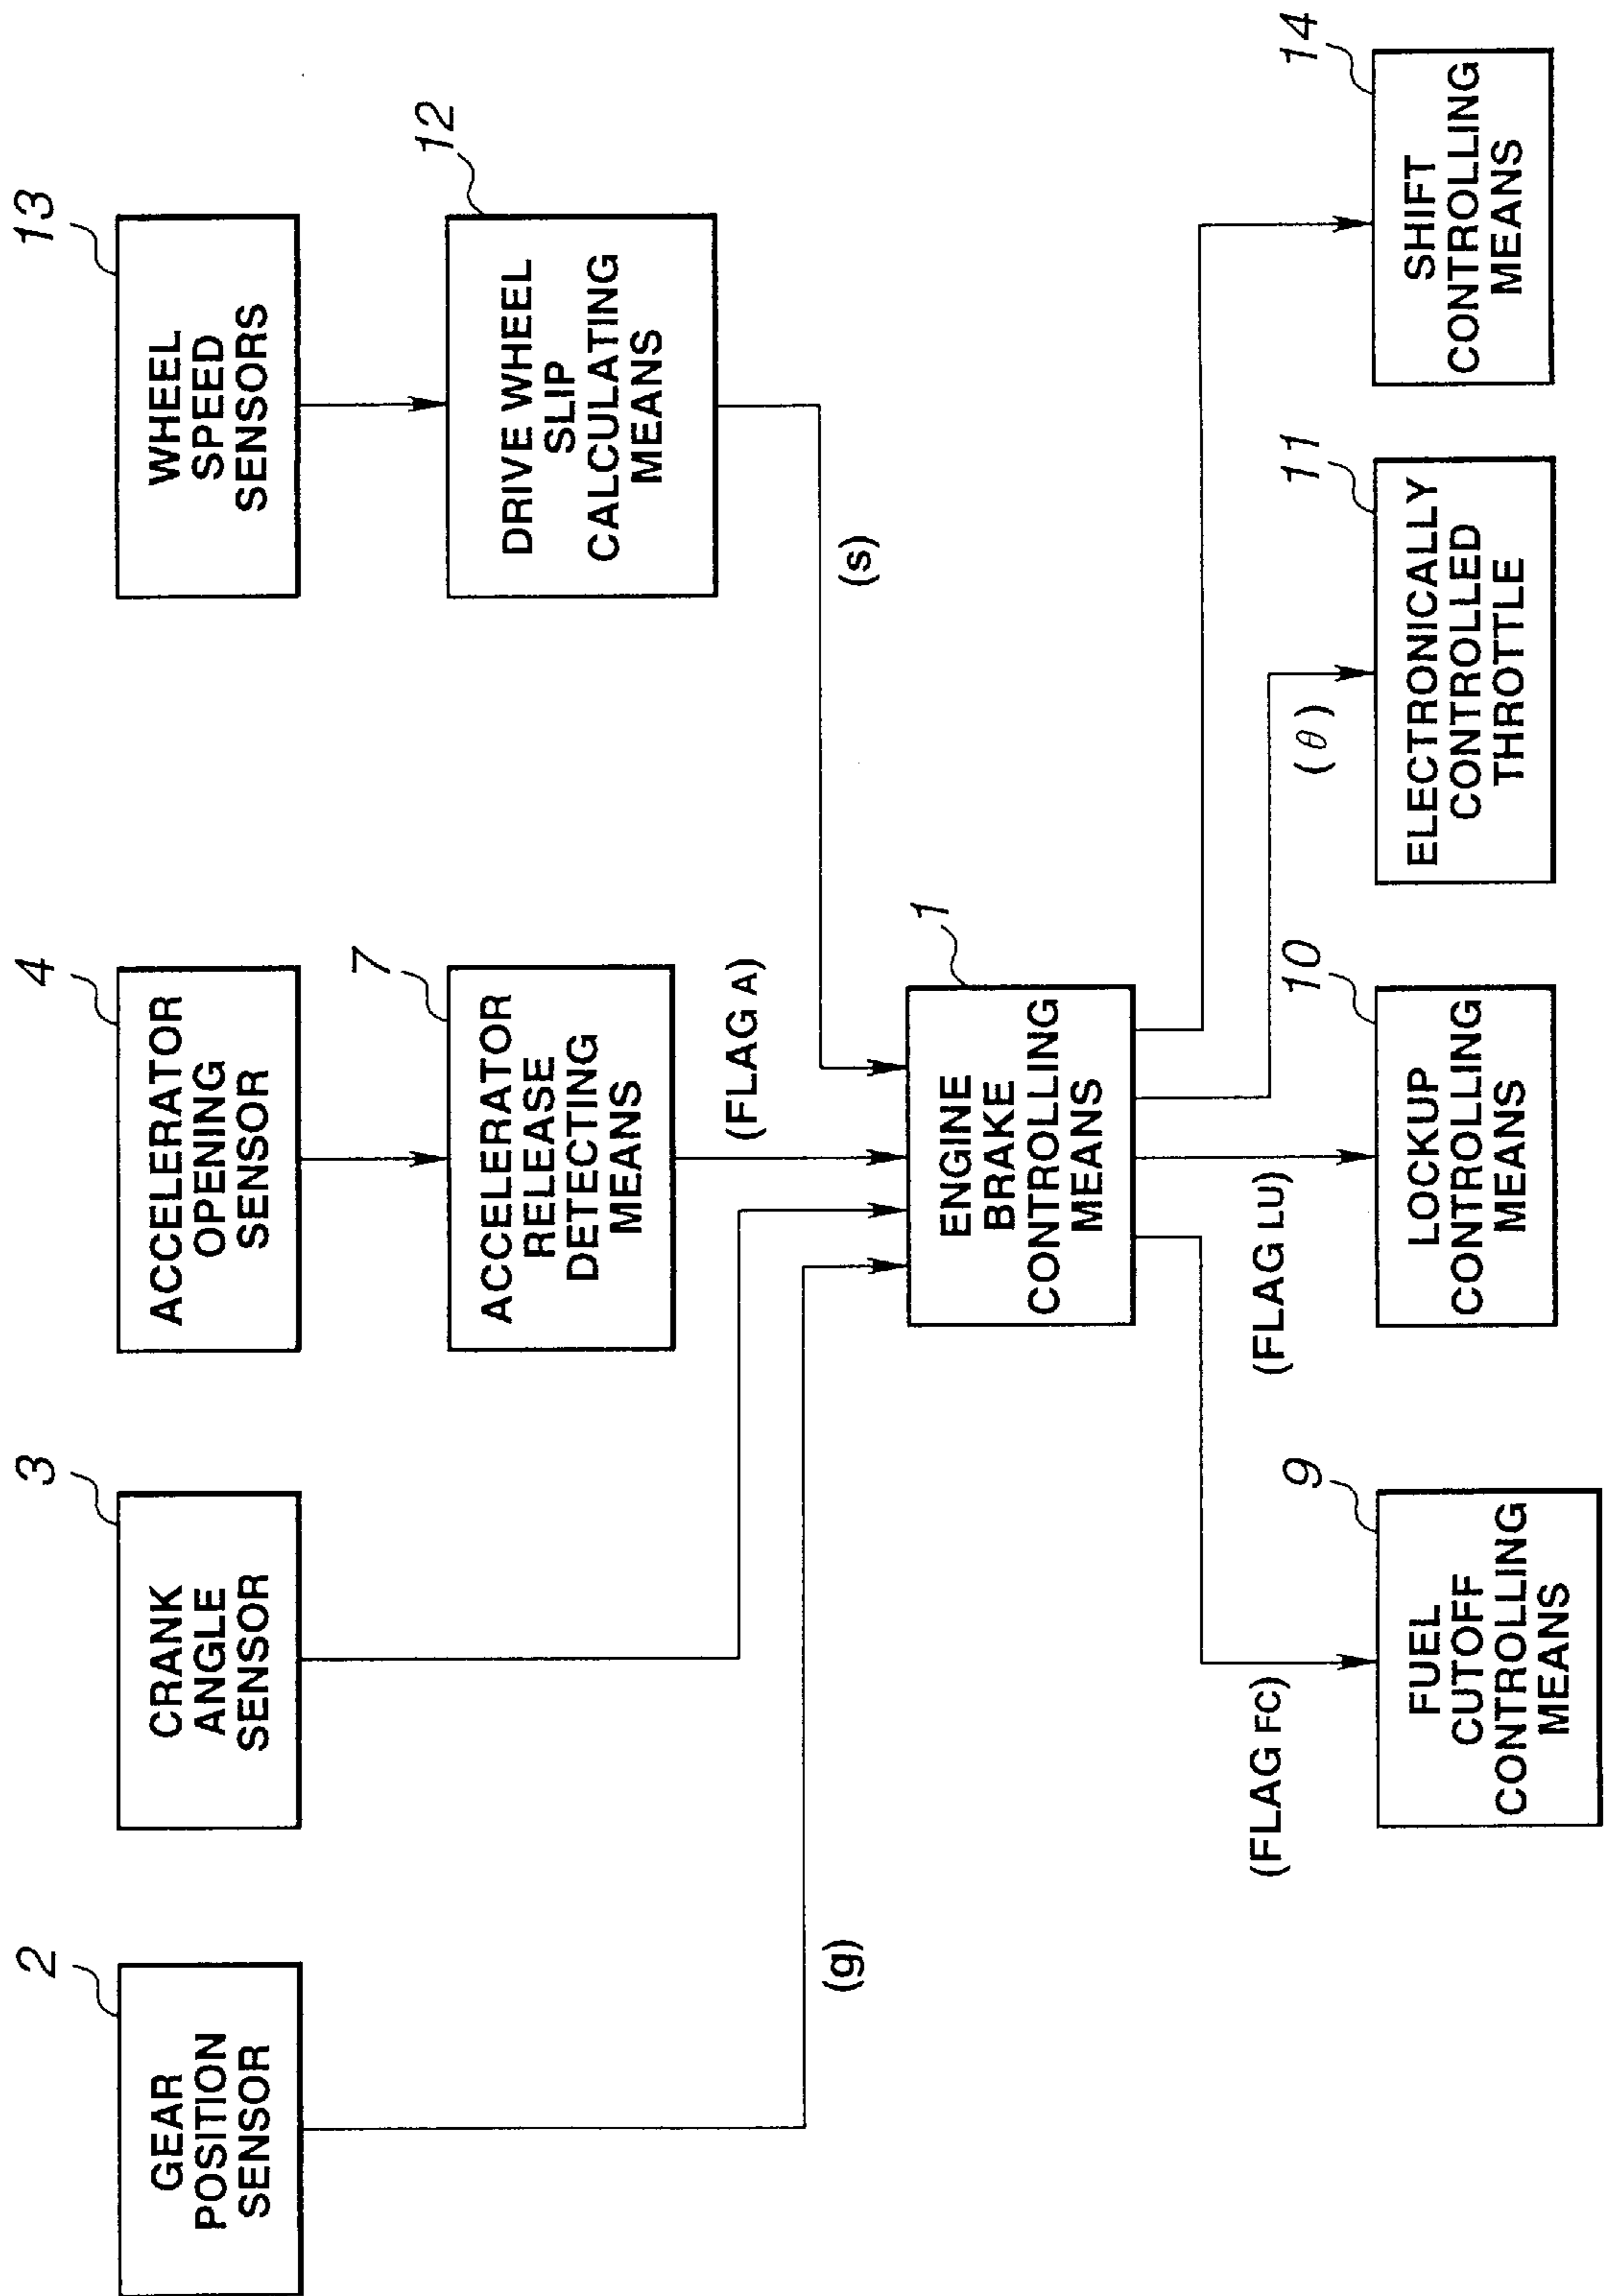 2
GEAR
POSITION
SENSOR
3
CRANK
ANGLE
SENSOR
4
ACCELERATOR
OPENING
SENSOR
13
WHEEL
SPEED
SENSORS
7
ACCELERATOR
RELEASE
DETECTING
MEANS
12
DRIVE WHEEL
SLIP
CALCULATING
MEANS
(g)
(FLAG A)
(s)
1
ENGINE
BRAKE
CONTROLLING
MEANS
(FLAG FC)
(FLAG LU)
(θ)
9
FUEL
CUTOFF
CONTROLLING
MEANS
10
LOCKUP
CONTROLLING
MEANS
11
ELECTRONICALLY
CONTROLLED
THROTTLE
14
SHIFT
CONTROLLING
MEANS